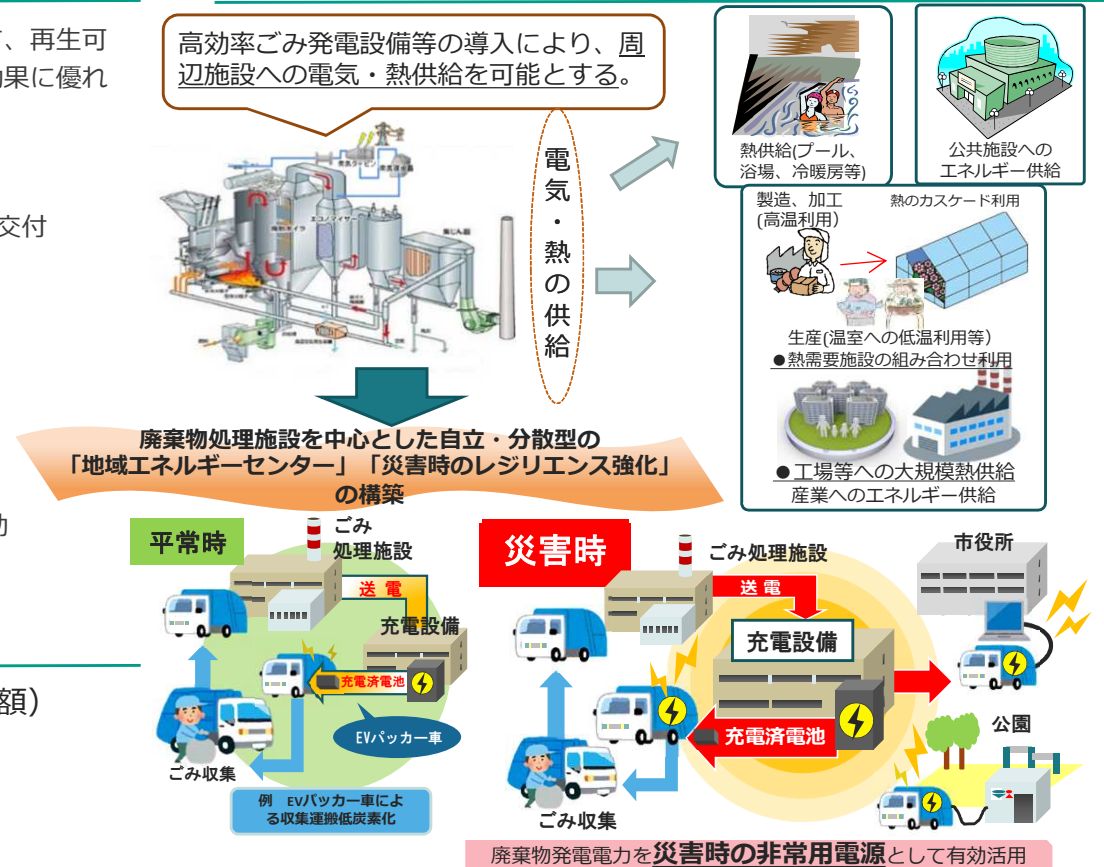 て、再生可
効果に優れ
交付
助
額）
高効率ごみ発電設備等の導入により、周
辺施設への電気・熱供給を可能とする。
エコノマイザー
電気・熱の供給
熱供給(プール、
浴場、冷暖房等)
公共施設への
エネルギー供給
製造、加工
(高温利用)
熱のカスケード利用
生産(温室への低温利用等)
●熱需要施設の組み合わせ利用
●工場等への大規模熱供給
産業へのエネルギー供給
廃棄物処理施設を中心とした自立・分散型の
「地域エネルギーセンター」「災害時のレジリエンス強化」
の構築
平常時
ごみ
処理施設
送電
充電設備
充電済電池
EVパッカー車
ごみ収集
例 EVパッカー車によ
る収集運搬低炭素化
災害時
ごみ処理施設
送電
充電設備
充電済電池
ごみ収集
市役所
公園
廃棄物発電電力を災害時の非常用電源として有効活用